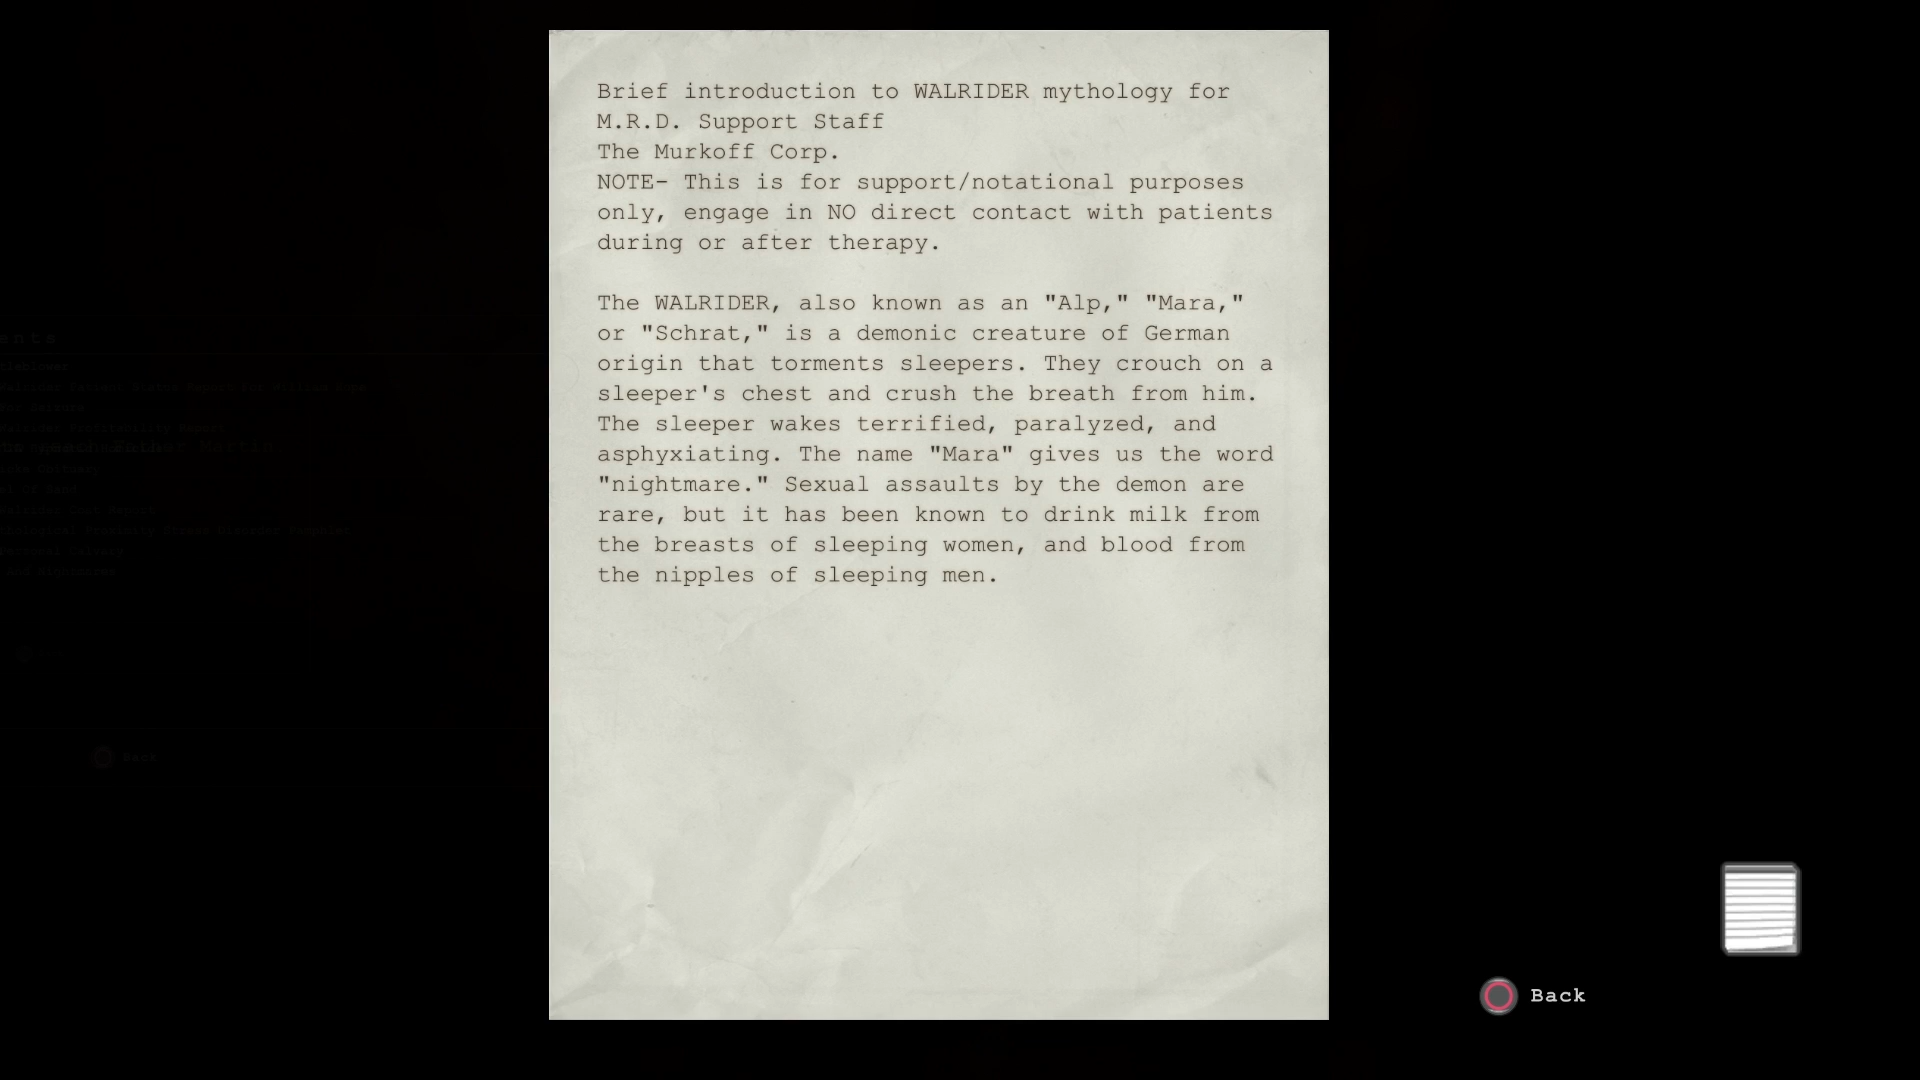 Brief introduction to WALRIDER mythology for
M.R.D. Support Staff
The Murkoff Corp.
NOTE- This is for support/notational purposes
only, engage in NO direct contact with patients
during or after therapy.
The WALRIDER, also known as an "Alp," "Mara,"
or "Schrat," is a demonic creature of German
origin that torments sleepers. They crouch on a
sleeper's chest and crush the breath from him.
The sleeper wakes terrified, paralyzed, and
asphyxiating. The name "Mara" gives us the word
"nightmare." Sexual assaults by the demon are
rare, but it has been known to drink milk from
the breasts of sleeping women, and blood from
the nipples of sleeping men.
Back
ents
Back